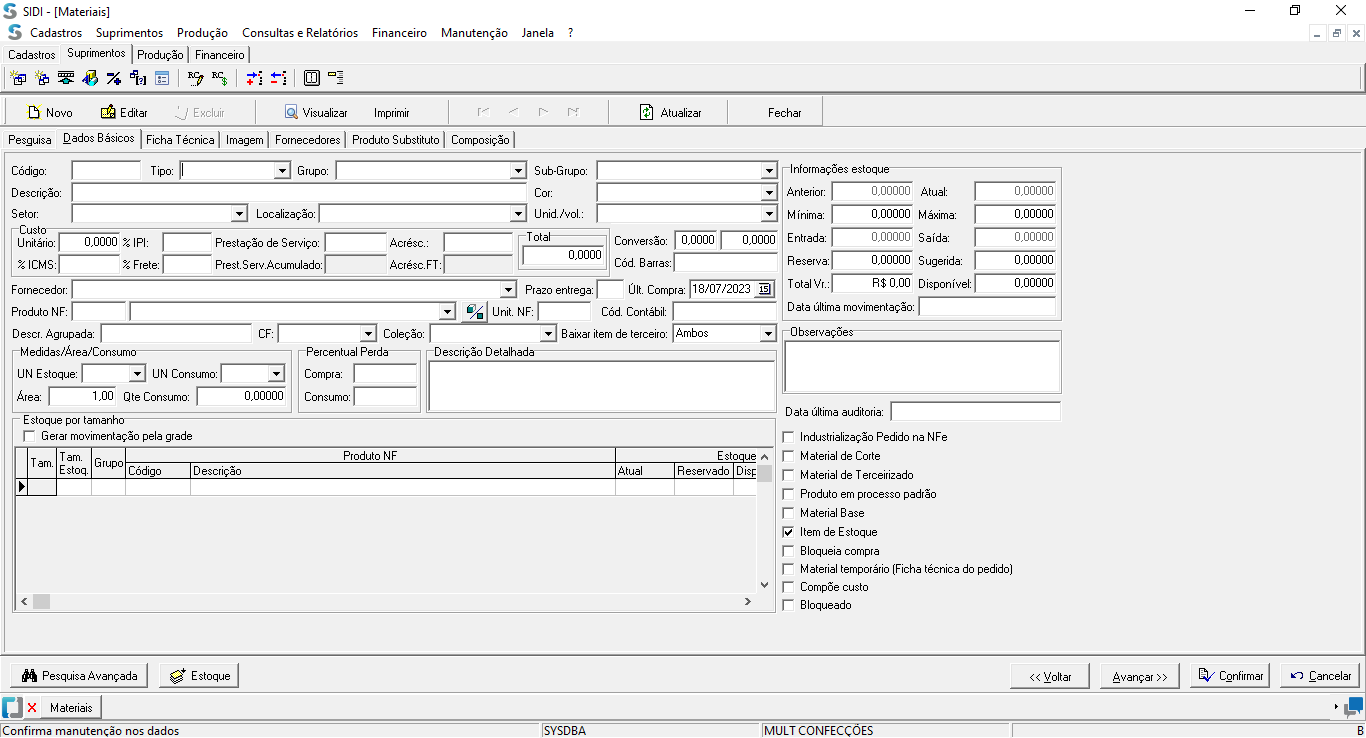 SIDI - [Materiais]
Cadastros Suprimentos Produção Consultas e Relatórios Financeiro Manutenção Janela ?
Cadastros Suprimentos Produção Financeiro
Novo Editar Excluir Visualizar Imprimir Atualizar Fechar
Pesquisa Dados Básicos Ficha Técnica Imagem Fornecedores Produto Substituto Composição
Código: Tipo: Grupo: Sub-Grupo:
Descrição: Cor:
Setor: Localização: Unid./vol.:
Custo
Unitário: 0,0000 % IPI: Prestação de Serviço: Acrésc.:
% ICMS: % Frete: Prest.Serv.Acumulado: Acrésc.FT:
Total
0,0000
Conversão: 0,0000 0,0000
Cód. Barras:
Fornecedor: Prazo entrega: Últ. Compra: 18/07/2023 15
Produto NF: Unit. NF: Cód. Contábil:
Descr. Agrupada: CF: Coleção: Baixar item de terceiro: Ambos
Medidas/Área/Consumo
UN Estoque: UN Consumo:
Área: 1,00 Qte Consumo: 0,00000
Percentual Perda
Compra:
Consumo:
Descrição Detalhada
Estoque por tamanho
Gerar movimentação pela grade
Tam. Tam. Estoq. Grupo Produto NF Estoque
Código Descrição Atual Reservado Disp
Informações estoque
Anterior: 0,00000 Atual: 0,00000
Mínima: 0,00000 Máxima: 0,00000
Entrada: 0,00000 Saída: 0,00000
Reserva: 0,00000 Sugerida: 0,00000
Total Vr.: R$ 0,00 Disponível: 0,00000
Data última movimentação:
Observações
Data última auditoria:
Industrialização Pedido na NFe
Material de Corte
Material de Terceirizado
Produto em processo padrão
Material Base
Item de Estoque
Bloqueia compra
Material temporário (Ficha técnica do pedido)
Compõe custo
Bloqueado
Pesquisa Avançada Estoque << Voltar Avançar >> Confirmar Cancelar
Materiais
Confirma manutenção nos dados SYSDBA MULT CONFECÇÕES B